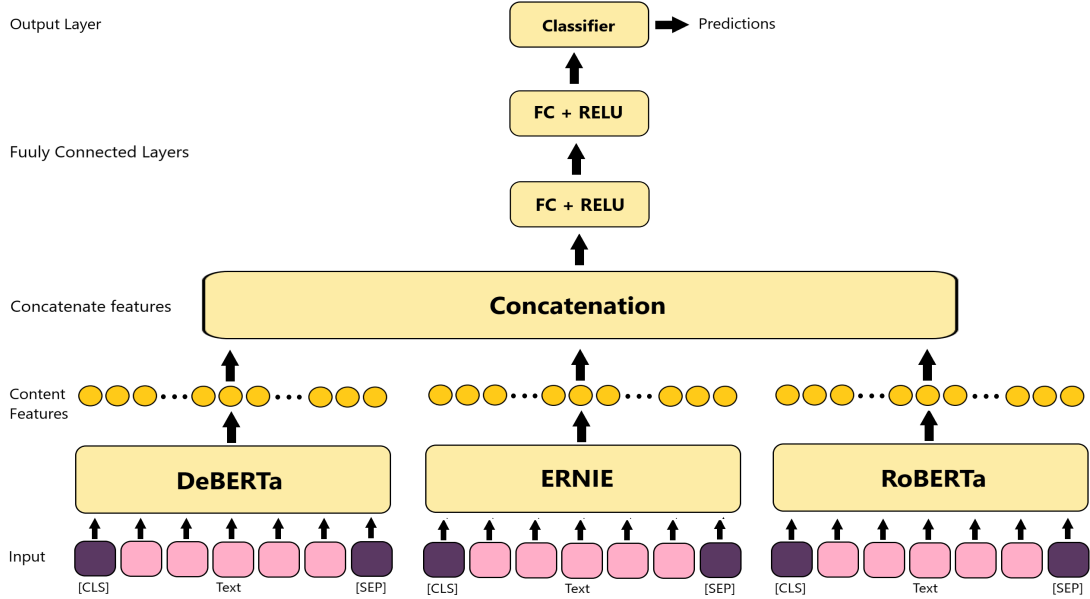 Output Layer
Classifier
Predictions
FC + RELU
Fuuly Connected Layers
FC + RELU
Concatenate features
Concatenation
Content
Features
DeBERTa
ERNIE
RoBERTa
Input
[CLS] Text [SEP]
[CLS] Text [SEP]
[CLS] Text [SEP]